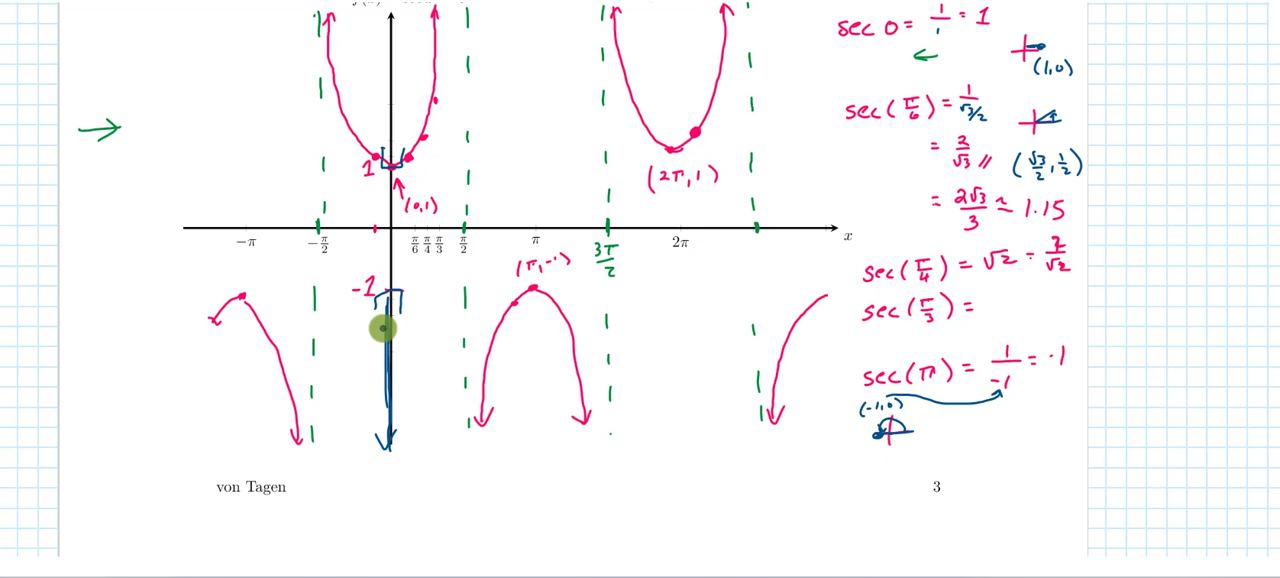 sec 0 = 1/1 = 1
(1,0)
sec(π/6) = 1/√3/2
= 2/√3 //
(√3/2, 1/2)
= 2√3/3 ≈ 1.15
sec(π/4) = √2 = 2/√2
sec(π/3) =
sec(π) = 1/-1 = -1
(-1,0)
1
(0,1)
(2π,1)
-π -π/2 π/6 π/4 π/3 π/2 π 3π/2 2π x
(π,-1)
-1
von Tagen 3